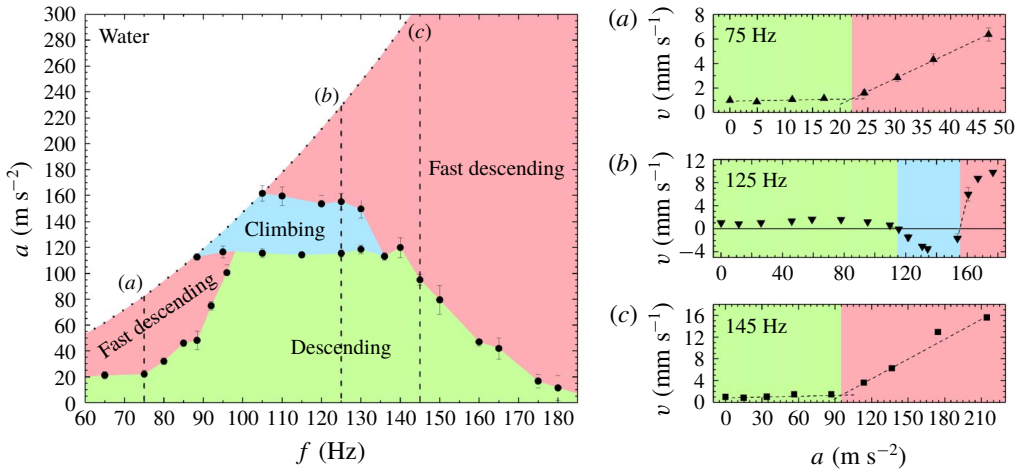 300
280
260
240
220
200
180
160
140
120
100
80
60
40
20
0
a (m s⁻²)
Water
(a)
(b)
(c)
Fast descending
Climbing
Fast descending
Descending
60 70 80 90 100 110 120 130 140 150 160 170 180
f (Hz)
(a)
75 Hz
8
6
4
2
0
v (mm s⁻¹)
0 5 10 15 20 25 30 35 40 45 50
(b)
125 Hz
12
8
4
0
−4
v (mm s⁻¹)
0 40 80 120 160
(c)
145 Hz
16
12
8
4
0
v (mm s⁻¹)
0 30 60 90 120 150 180 210
a (m s⁻²)